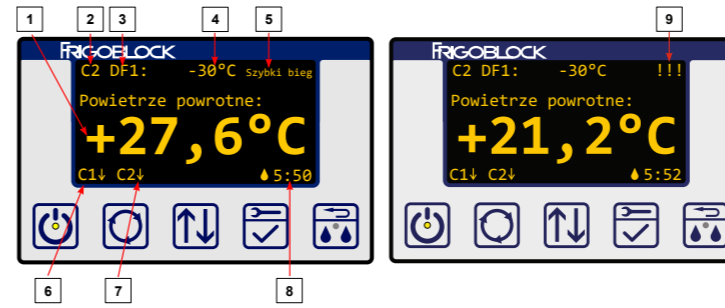 1
2
3
4
5
9
FRIGOBLOCK
C2 DF1: -30°C Szybki bieg
Powietrze powrotne:
+27,6°C
C1↓ C2↓ 5:50
6
7
8
FRIGOBLOCK
C2 DF1: -30°C !!!
Powietrze powrotne:
+21,2°C
C1↓ C2↓ 5:52